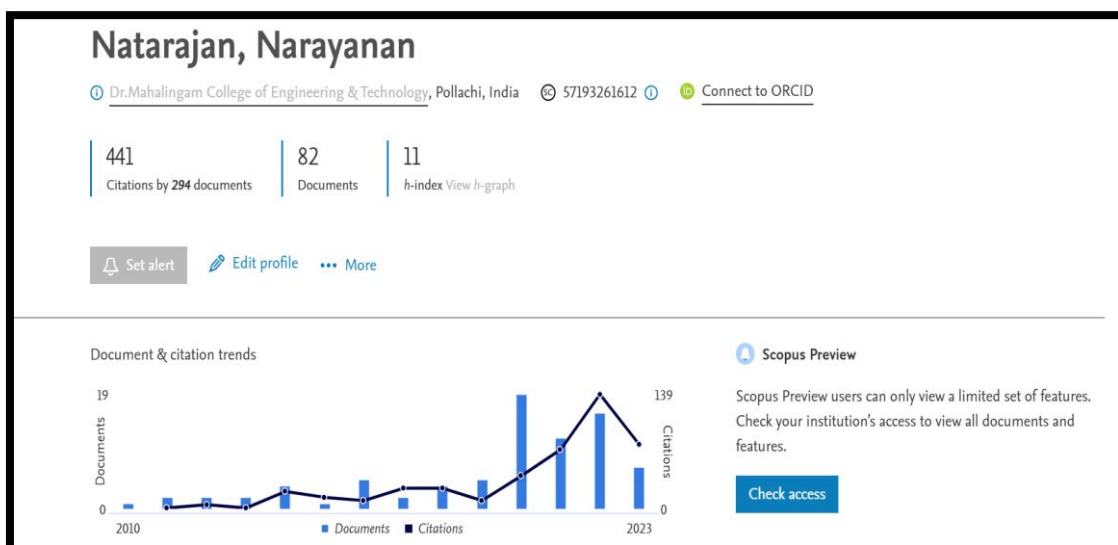 Natarajan, Narayanan
Dr.Mahalingam College of Engineering & Technology, Pollachi, India SC 57193261612 i iD Connect to ORCID
441 82 11
Citations by 294 documents Documents h-index View h-graph
Set alert Edit profile ••• More
Document & citation trends
19 139
Documents
Citations
0 0
2010 2023
Documents Citations
Scopus Preview
Scopus Preview users can only view a limited set of features.
Check your institution's access to view all documents and
features.
Check access